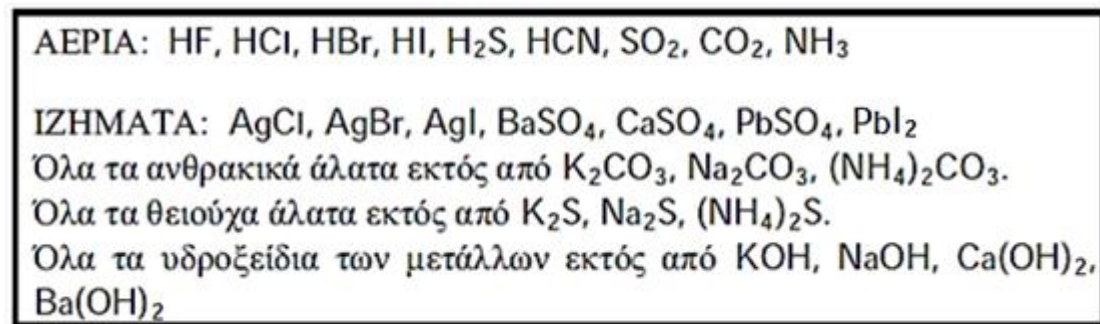 ΑΕΡΙΑ: HF, HCl, HBr, HI, H₂S, HCN, SO₂, CO₂, NH₃
ΙΖΗΜΑΤΑ: AgCl, AgBr, AgI, BaSO₄, CaSO₄, PbSO₄, PbI₂
Όλα τα ανθρακικά άλατα εκτός από K₂CO₃, Na₂CO₃, (NH₄)₂CO₃.
Όλα τα θειούχα άλατα εκτός από K₂S, Na₂S, (NH₄)₂S.
Όλα τα υδροξείδια των μετάλλων εκτός από KOH, NaOH, Ca(OH)₂,
Ba(OH)₂